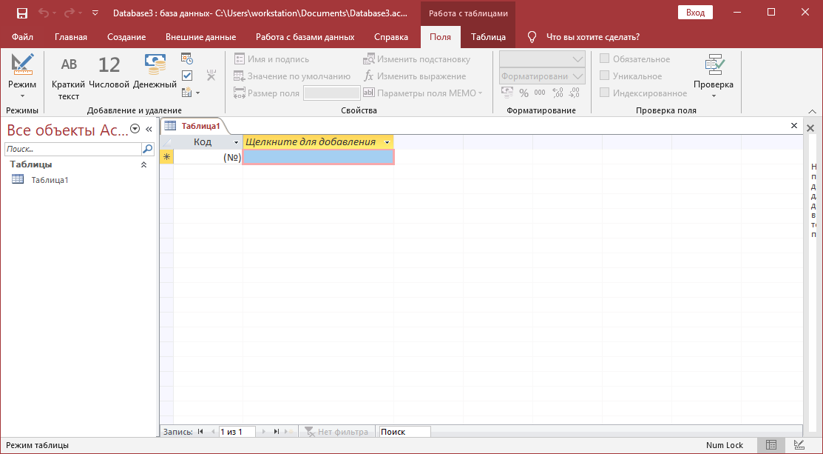 Database3 : база данных- C:\Users\workstation\Documents\Database3.ac...
Работа с таблицами
Вход
Файл
Главная
Создание
Внешние данные
Работа с базами данных
Справка
Поля
Таблица
Что вы хотите сделать?
Режим
Режимы
AB
Краткий текст
12
Числовой
Денежный
Добавление и удаление
Имя и подпись
Значение по умолчанию
Размер поля
Изменить подстановку
Изменить выражение
ab Параметры поля МЕМО
Свойства
Форматировани
% 000
Форматирование
Обязательное
Уникальное
Индексированное
Проверка
Проверка поля
Все объекты Ac...
Поиск...
Таблицы
Таблица1
Таблица1
Код
Щелкните для добавления
(№)
Запись:
1 из 1
Нет фильтра
Поиск
Режим таблицы
Num Lock